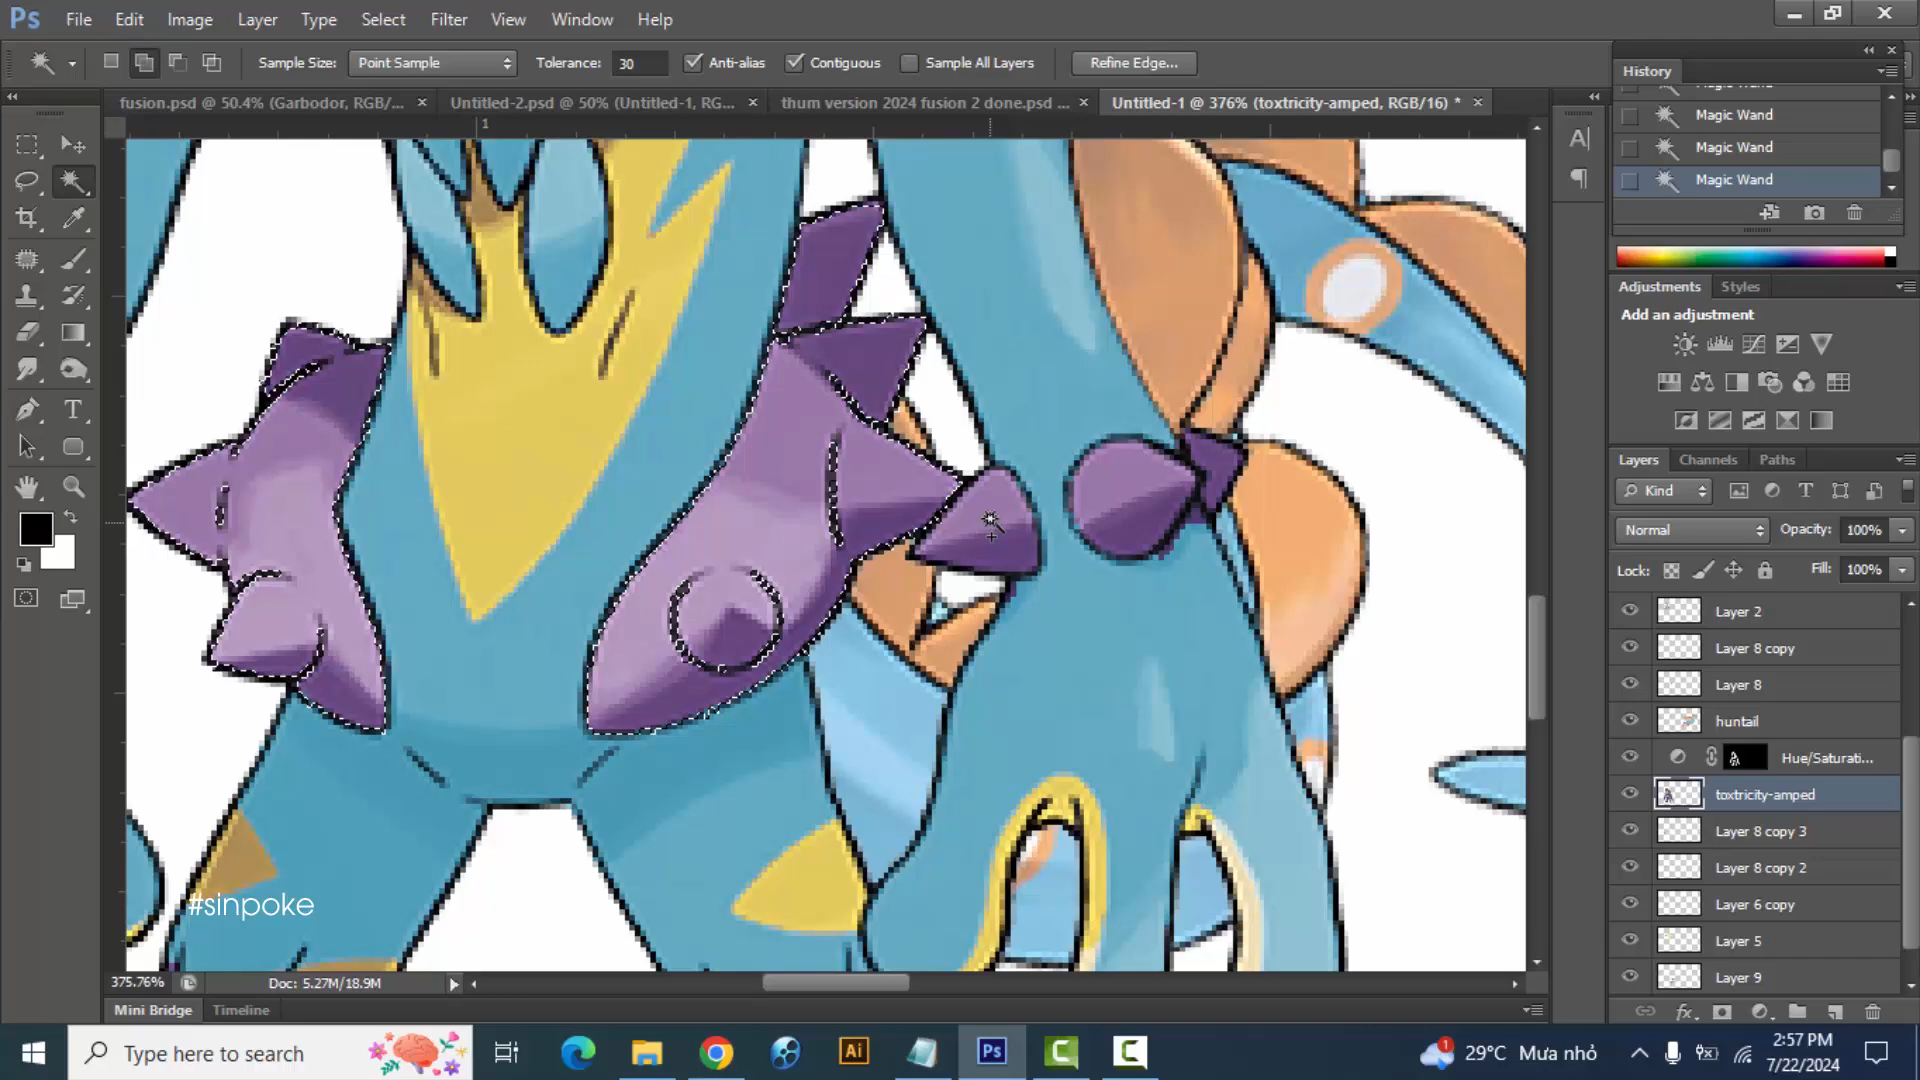 Ps File Edit Image Layer Type Select Filter View Window Help
Sample Size: Point Sample Tolerance: 30 Anti-alias Contiguous Sample All Layers Refine Edge...
fusion.psd @ 50.4% (Garbodor, RGB/... Untitled-2.psd @ 50% (Untitled-1, RG... thum version 2024 fusion 2 done.psd ... Untitled-1 @ 376% (toxtricity-amped, RGB/16) *
1
History
Magic Wand
Magic Wand
Magic Wand
Adjustments Styles
Add an adjustment
Layers Channels Paths
Kind
Normal Opacity: 100%
Lock: Fill: 100%
Layer 2
Layer 8 copy
Layer 8
huntail
Hue/Saturati...
toxtricity-amped
Layer 8 copy 3
Layer 8 copy 2
Layer 6 copy
Layer 5
Layer 9
fx
#sinpoke
375.76% Doc: 5.27M/18.9M
Mini Bridge Timeline
Type here to search
Ai Ps
1 29°C Mưa nhỏ
2:57 PM
7/22/2024